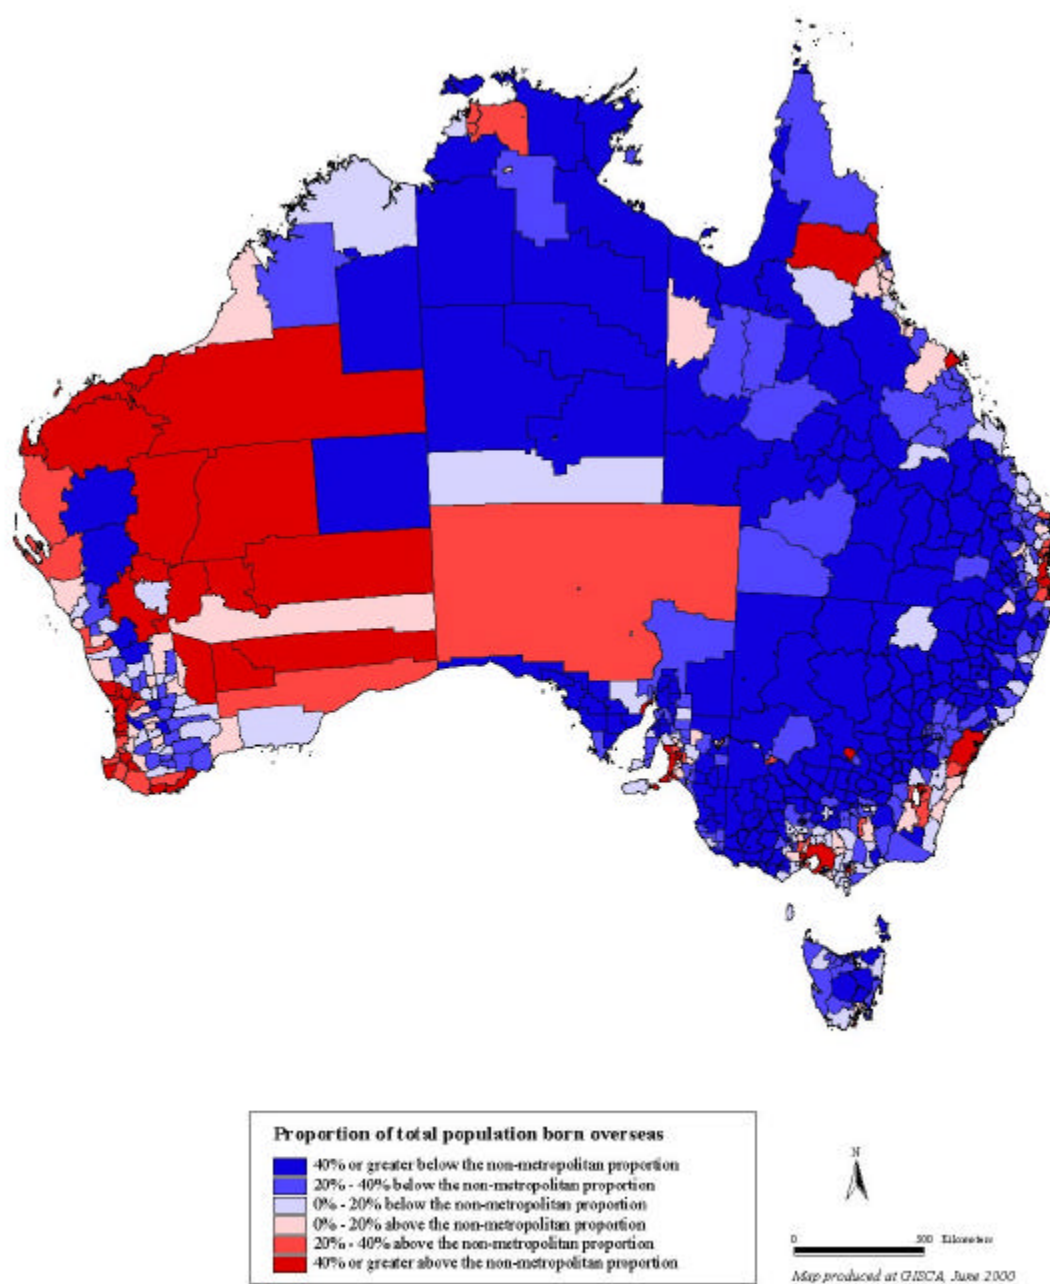 Proportion of total population born overseas
40% or greater below the non-metropolitan proportion
20% - 40% below the non-metropolitan proportion
0% - 20% below the non-metropolitan proportion
0% - 20% above the non-metropolitan proportion
20% - 40% above the non-metropolitan proportion
40% or greater above the non-metropolitan proportion
N
0 500 Kilometers
Map produced at GISCA, June 2000